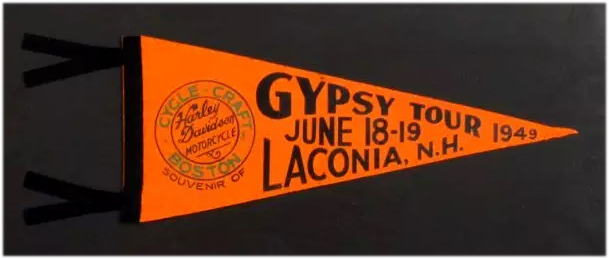 CYCLE-CRAFT-
Harley
Davidson
MOTORCYCLE
BOSTON
SOUVENIR OF
GYPSY TOUR 1949
JUNE 18-19
LACONIA, N.H.